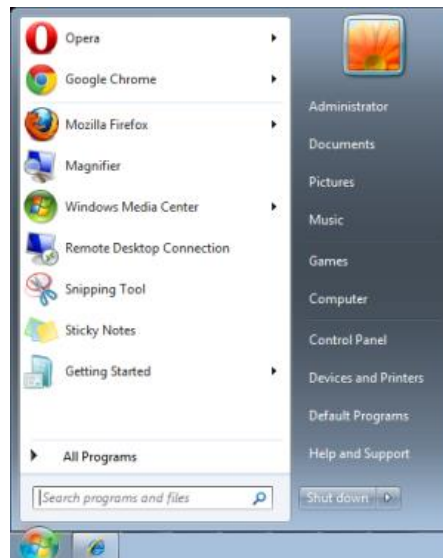 Opera
Google Chrome
Mozilla Firefox
Magnifier
Windows Media Center
Remote Desktop Connection
Snipping Tool
Sticky Notes
Getting Started
All Programs
Search programs and files
Administrator
Documents
Pictures
Music
Games
Computer
Control Panel
Devices and Printers
Default Programs
Help and Support
Shut down